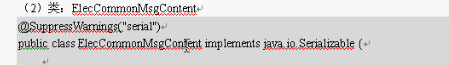 （2）类：ElecCommonMsgContent
@SuppressWarnings("serial")
public class ElecCommonMsgContent implements java.io.Serializable {